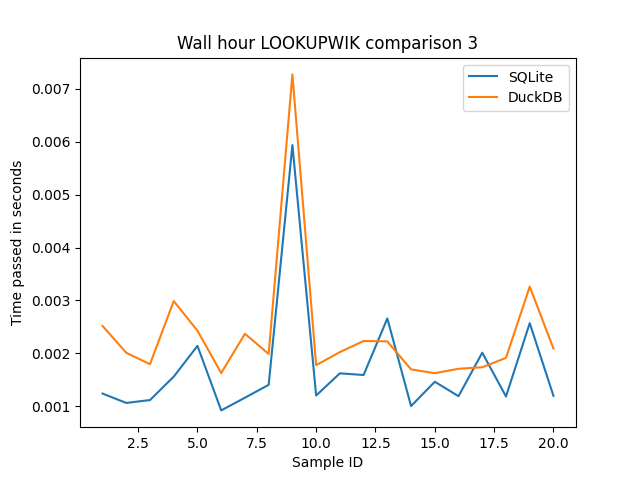 Wall hour LOOKUPWIK comparison 3
SQLite
DuckDB
Time passed in seconds
0.007
0.006
0.005
0.004
0.003
0.002
0.001
2.5 5.0 7.5 10.0 12.5 15.0 17.5 20.0
Sample ID